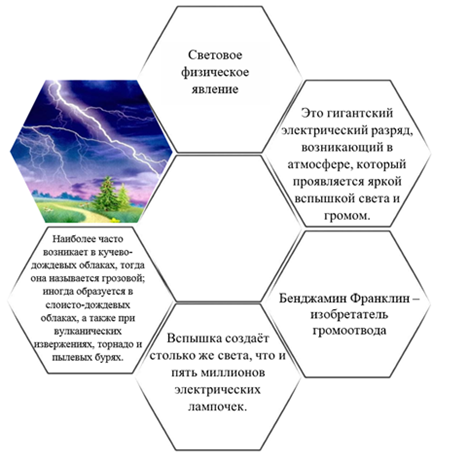 Световое
физическое
явление
Это гигантский
электрический разряд,
возникающий в
атмосфере, который
проявляется яркой
вспышкой света и
громом.
Наиболее часто
возникает в кучево-
дождевых облаках, тогда
она называется грозовой;
иногда образуется в
слоисто-дождевых
облаках, а также при
вулканических
извержениях, торнадо и
пылевых бурях.
Бенджамин Франклин –
изобретатель
громоотвода
Вспышка создаёт
столько же света, что и
пять миллионов
электрических
лампочек.